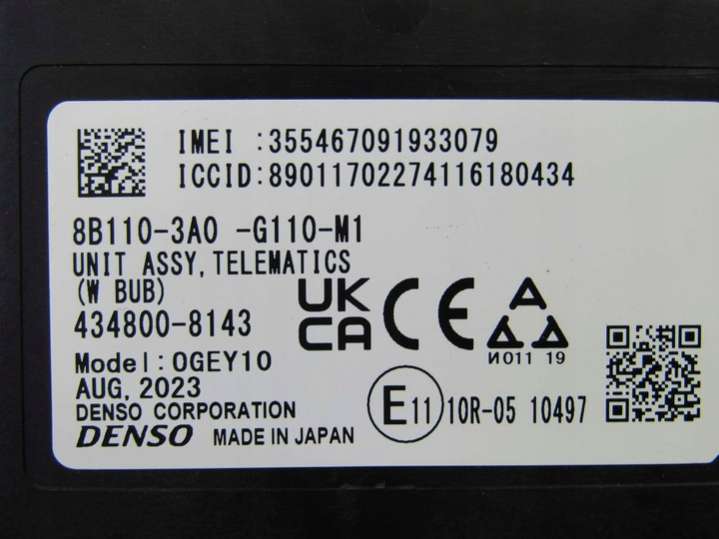 IMEI :355467091933079
ICCID:89011702274116180434
8B110-3A0 -G110-M1
UNIT ASSY,TELEMATICS
(W BUB)
434800-8143
UK
CA
CE
A
И011 19
Model:OGEY10
AUG, 2023
DENSO CORPORATION
DENSO MADE IN JAPAN
E11 10R-05 10497